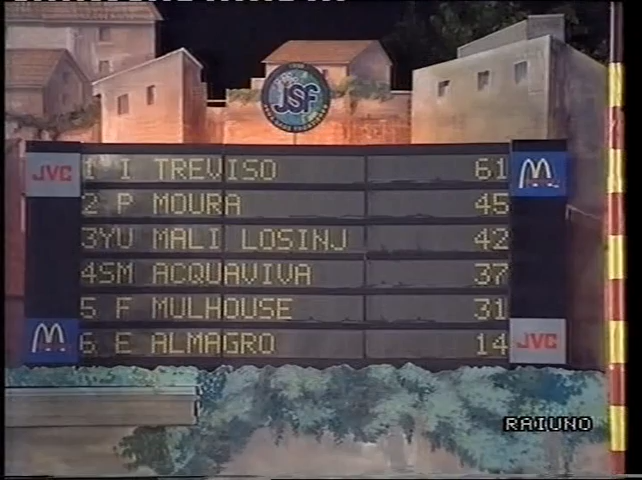 JSF
JVC
1 I TREVISO 61
2 P MOURA 45
3YU MALI LOSINJ 42
4SM ACQUAVIVA 37
5 F MULHOUSE 31
6 E ALMAGRO 14
JVC
RAIUNO